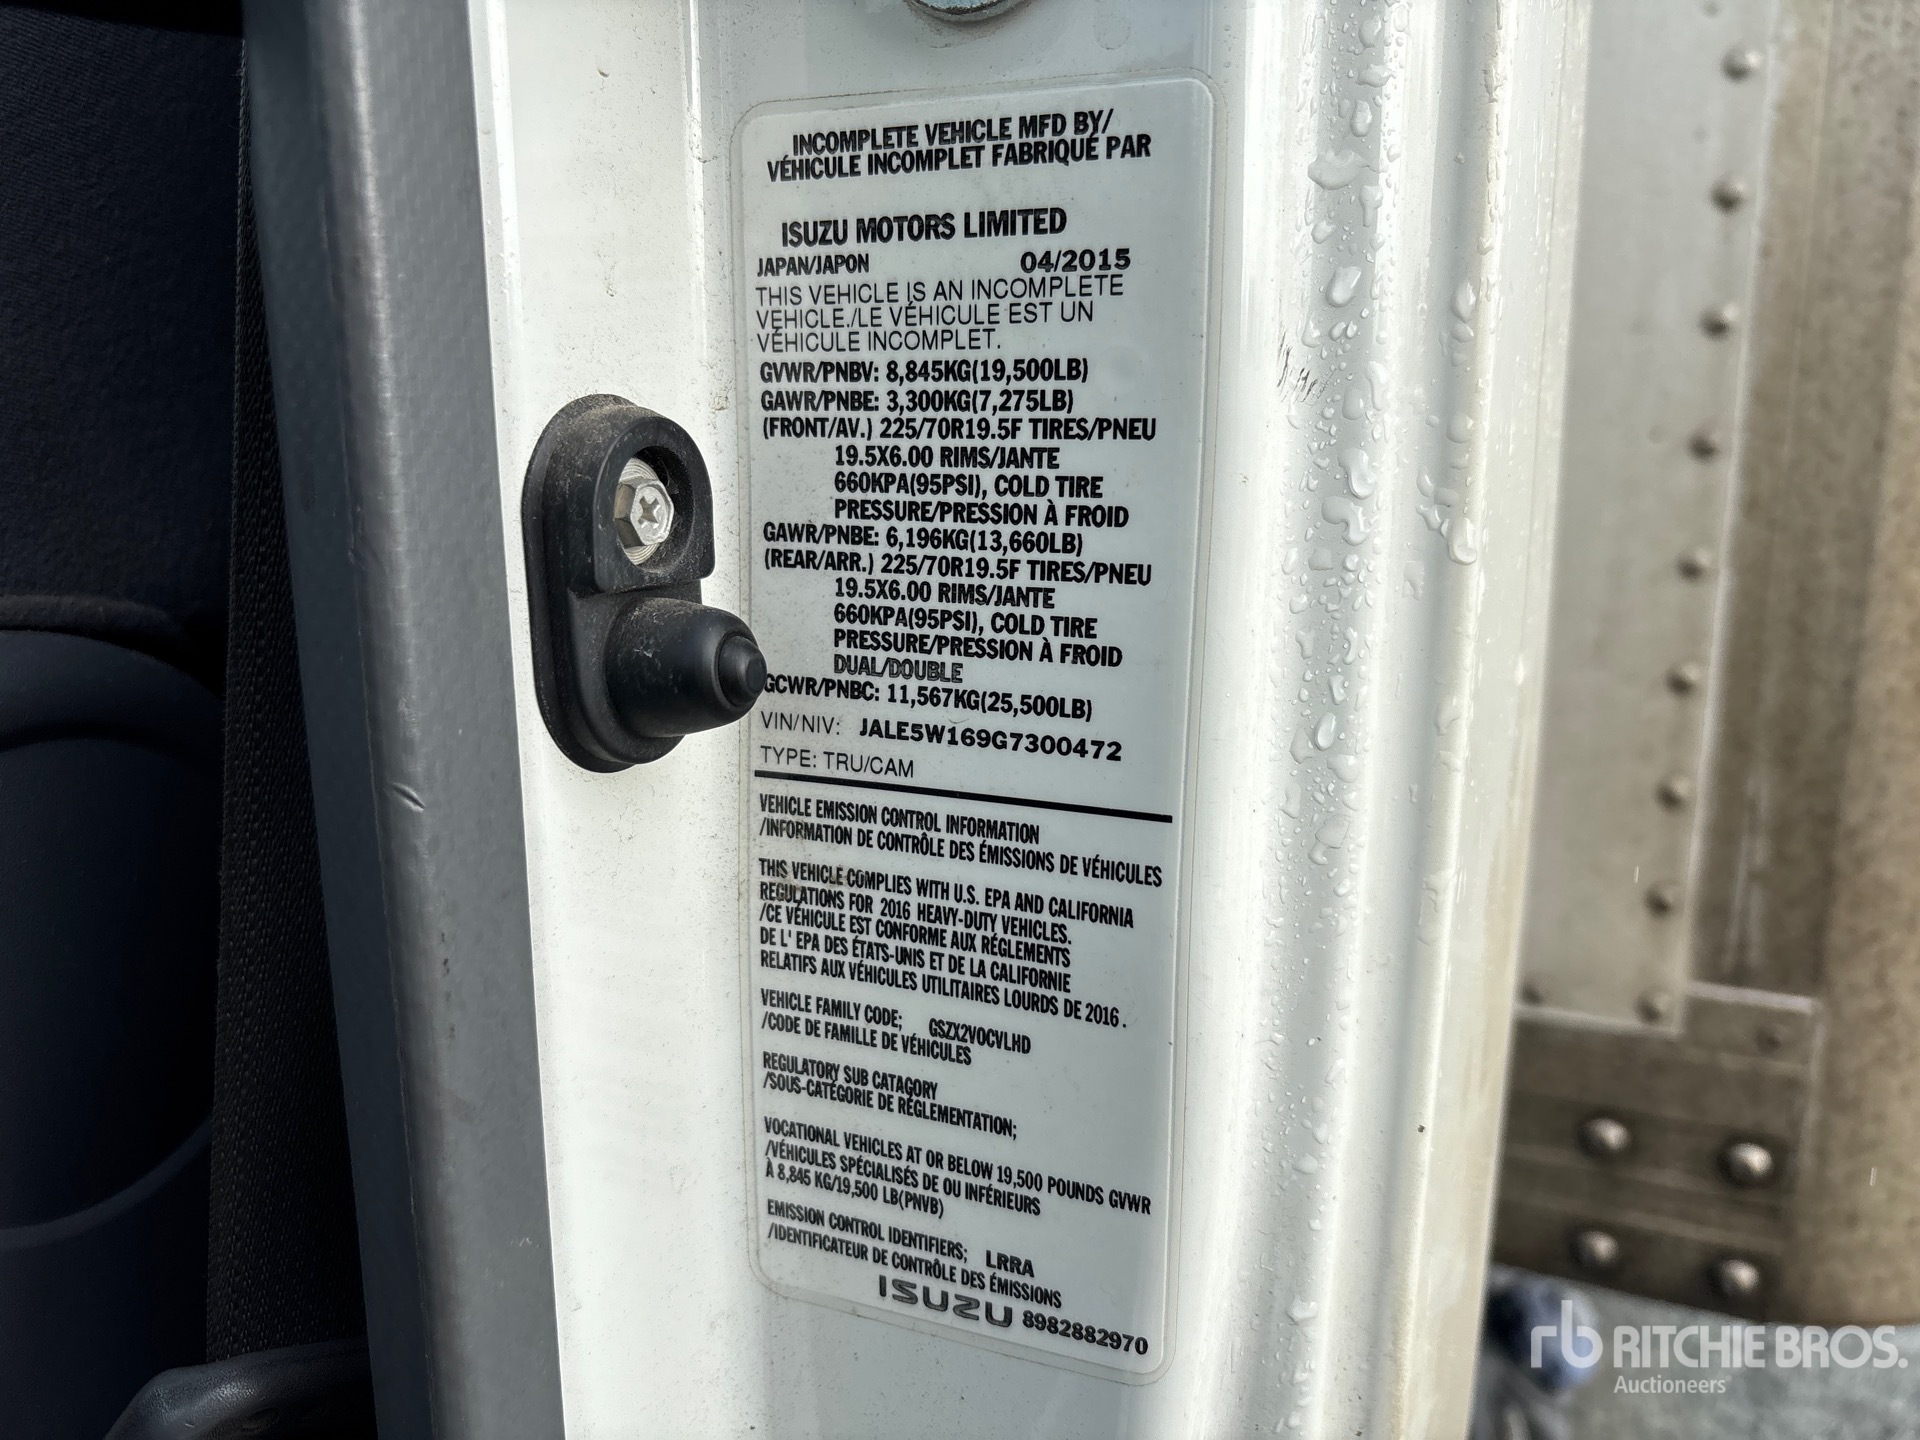 INCOMPLETE VEHICLE MFD BY/
VÉHICULE INCOMPLET FABRIQUÉ PAR
ISUZU MOTORS LIMITED
JAPAN/JAPON 04/2015
THIS VEHICLE IS AN INCOMPLETE
VEHICLE./LE VÉHICULE EST UN
VÉHICULE INCOMPLET.
GVWR/PNBV: 8,845KG(19,500LB)
GAWR/PNBE: 3,300KG(7,275LB)
(FRONT/AV.) 225/70R19.5F TIRES/PNEU
19.5X6.00 RIMS/JANTE
660KPA(95PSI), COLD TIRE
PRESSURE/PRESSION À FROID
GAWR/PNBE: 6,196KG(13,660LB)
(REAR/ARR.) 225/70R19.5F TIRES/PNEU
19.5X6.00 RIMS/JANTE
660KPA(95PSI), COLD TIRE
PRESSURE/PRESSION À FROID
DUAL/DOUBLE
GCWR/PNBC: 11,567KG(25,500LB)
VIN/NIV: JALE5W169G7300472
TYPE: TRU/CAM
VEHICLE EMISSION CONTROL INFORMATION
/INFORMATION DE CONTRÔLE DES ÉMISSIONS DE VÉHICULES
THIS VEHICLE COMPLIES WITH U.S. EPA AND CALIFORNIA
REGULATIONS FOR 2016 HEAVY-DUTY VEHICLES.
/CE VÉHICULE EST CONFORME AUX RÉGLEMENTS
DE L' EPA DES ÉTATS-UNIS ET DE LA CALIFORNIE
RELATIFS AUX VÉHICULES UTILITAIRES LOURDS DE 2016.
VEHICLE FAMILY CODE; GSZX2VOCVLHD
/CODE DE FAMILLE DE VÉHICULES
REGULATORY SUB CATAGORY
/SOUS-CATÉGORIE DE RÉGLEMENTATION;
VOCATIONAL VEHICLES AT OR BELOW 19,500 POUNDS GVWR
/VÉHICULES SPÉCIALISÉS DE OU INFÉRIEURS
À 8,845 KG/19,500 LB(PNVB)
EMISSION CONTROL IDENTIFIERS; LRRA
/IDENTIFICATEUR DE CONTRÔLE DES ÉMISSIONS
ISUZU 8982882970
rb RITCHIE BROS.
Auctioneers